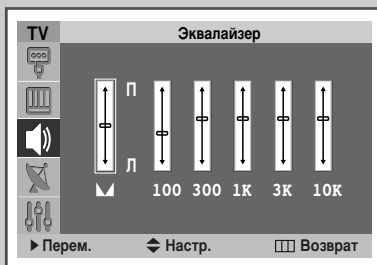 TV Эквалайзер
П
Л
100 300 1K 3K 10K
Перем. Настр. Возврат